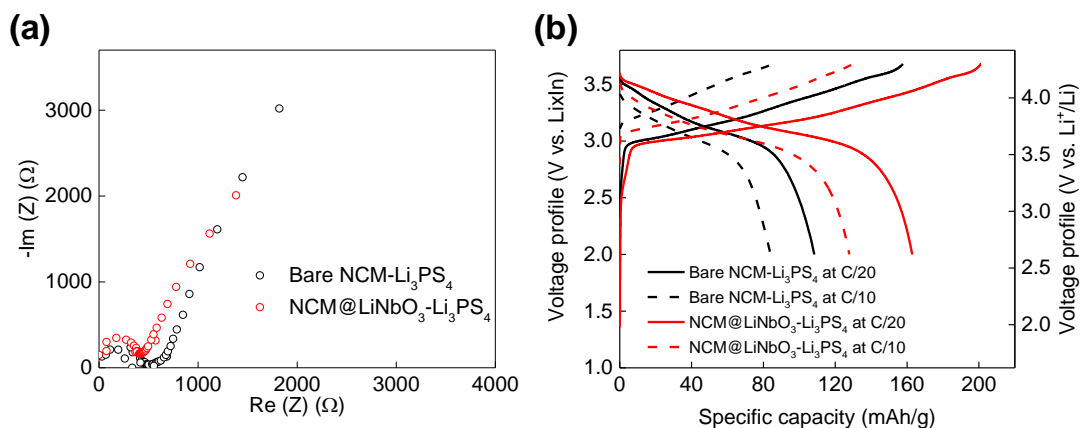 (a)
3000
2000
1000
0
-Im (Z) (Ω)
0 1000 2000 3000 4000
Re (Z) (Ω)
Bare NCM-Li₃PS₄
NCM@LiNbO₃-Li₃PS₄
(b)
3.5
3.0
2.5
2.0
1.5
1.0
Voltage profile (V vs. LixIn)
0 40 80 120 160 200
Specific capacity (mAh/g)
Bare NCM-Li₃PS₄ at C/20
Bare NCM-Li₃PS₄ at C/10
NCM@LiNbO₃-Li₃PS₄ at C/20
NCM@LiNbO₃-Li₃PS₄ at C/10
4.0
3.5
3.0
2.5
2.0
Voltage profile (V vs. Li⁺/Li)